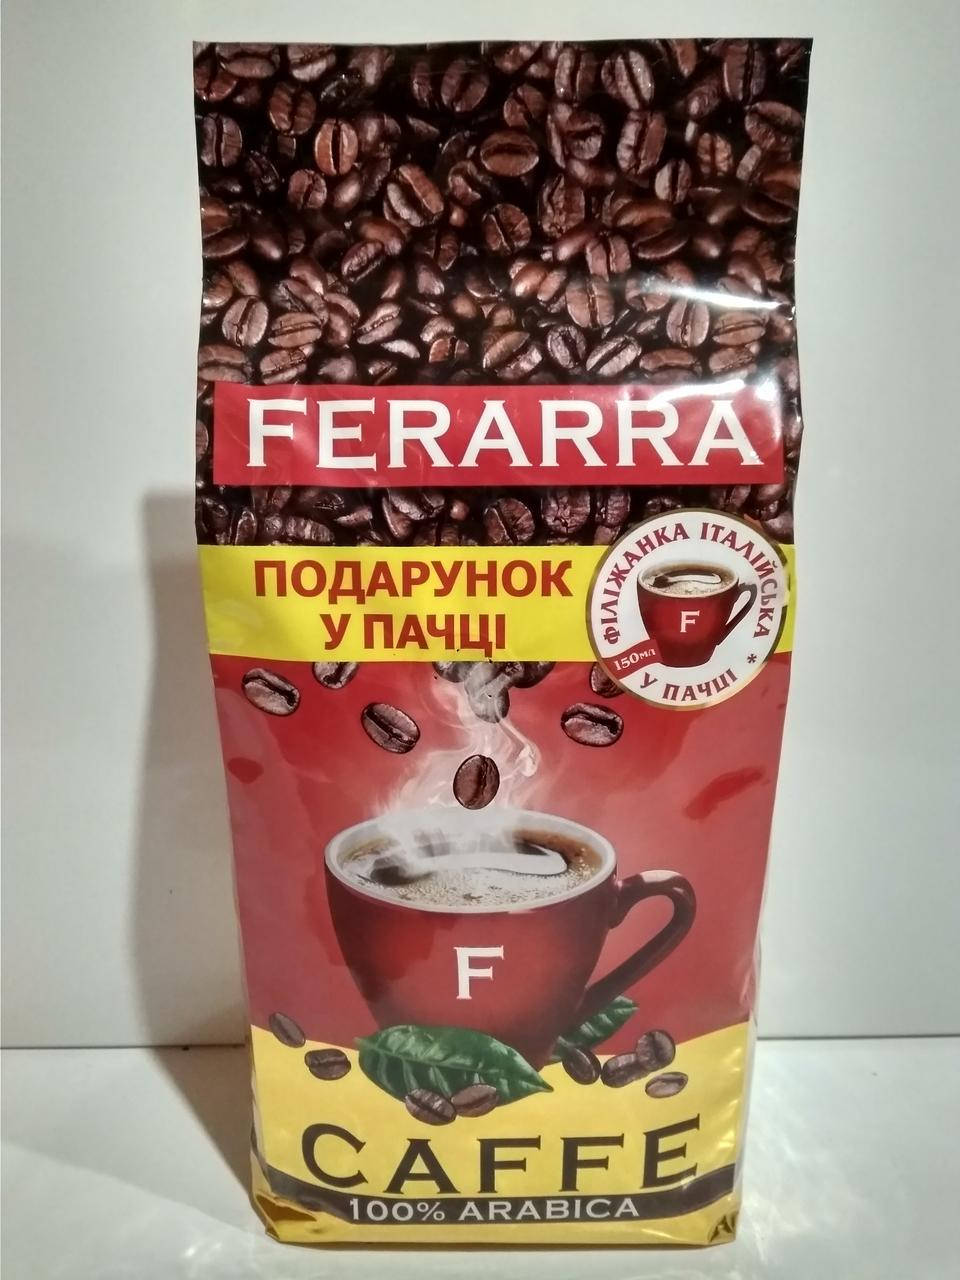 FERARRA
ПОДАРУНОК
У ПАЧЦІ
ФІЛІЖАНКА ІТАЛІЙСЬКА *
F
150мл
У ПАЧЦІ
F
CAFFE
100% ARABICA